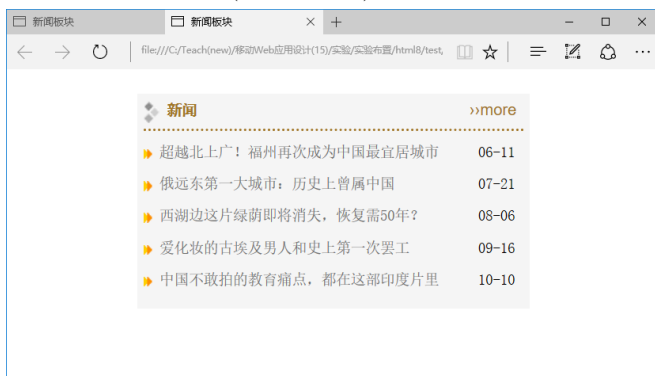 新闻板块 新闻板块
file:///C:/Teach(new)/移动Web应用设计(15)/实验/实验布置/html8/test,
新闻 ››more
超越北上广！福州再次成为中国最宜居城市 06-11
俄远东第一大城市：历史上曾属中国 07-21
西湖边这片绿荫即将消失，恢复需50年？ 08-06
爱化妆的古埃及男人和史上第一次罢工 09-16
中国不敢拍的教育痛点，都在这部印度片里 10-10